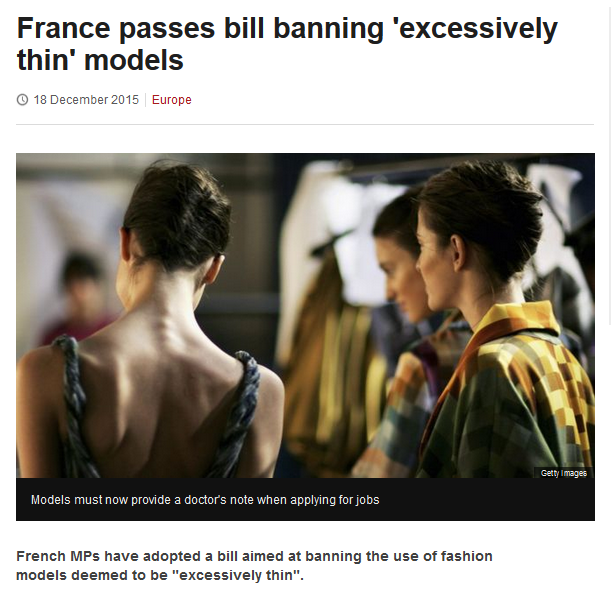 France passes bill banning 'excessively
thin' models
18 December 2015 Europe
Getty Images
Models must now provide a doctor's note when applying for jobs
French MPs have adopted a bill aimed at banning the use of fashion
models deemed to be "excessively thin".